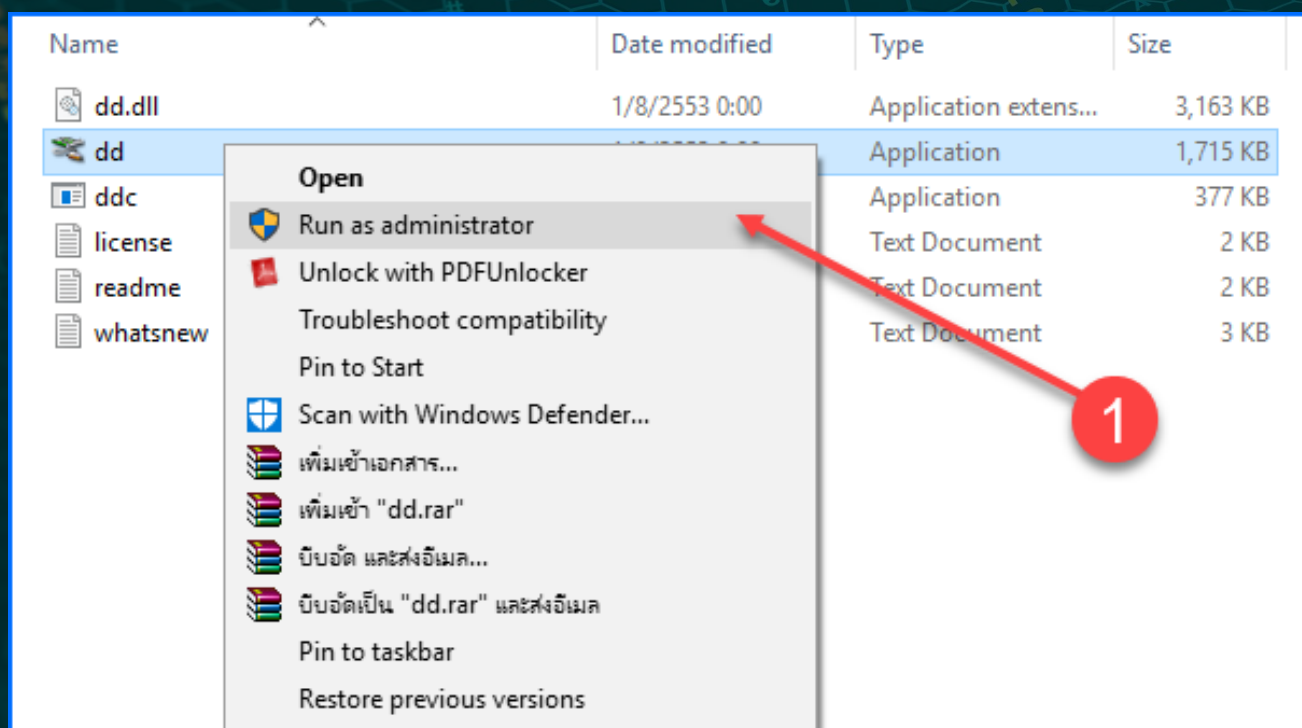 Name Date modified Type Size
dd.dll 1/8/2553 0:00 Application extens... 3,163 KB
dd Application 1,715 KB
ddc Application 377 KB
license Text Document 2 KB
readme Text Document 2 KB
whatsnew Text Document 3 KB
Open
Run as administrator
Unlock with PDFUnlocker
Troubleshoot compatibility
Pin to Start
Scan with Windows Defender...
เพิ่มเข้าเอกสาร...
เพิ่มเข้า "dd.rar"
บีบอัด และส่งอีเมล...
บีบอัดเป็น "dd.rar" และส่งอีเมล
Pin to taskbar
Restore previous versions
1